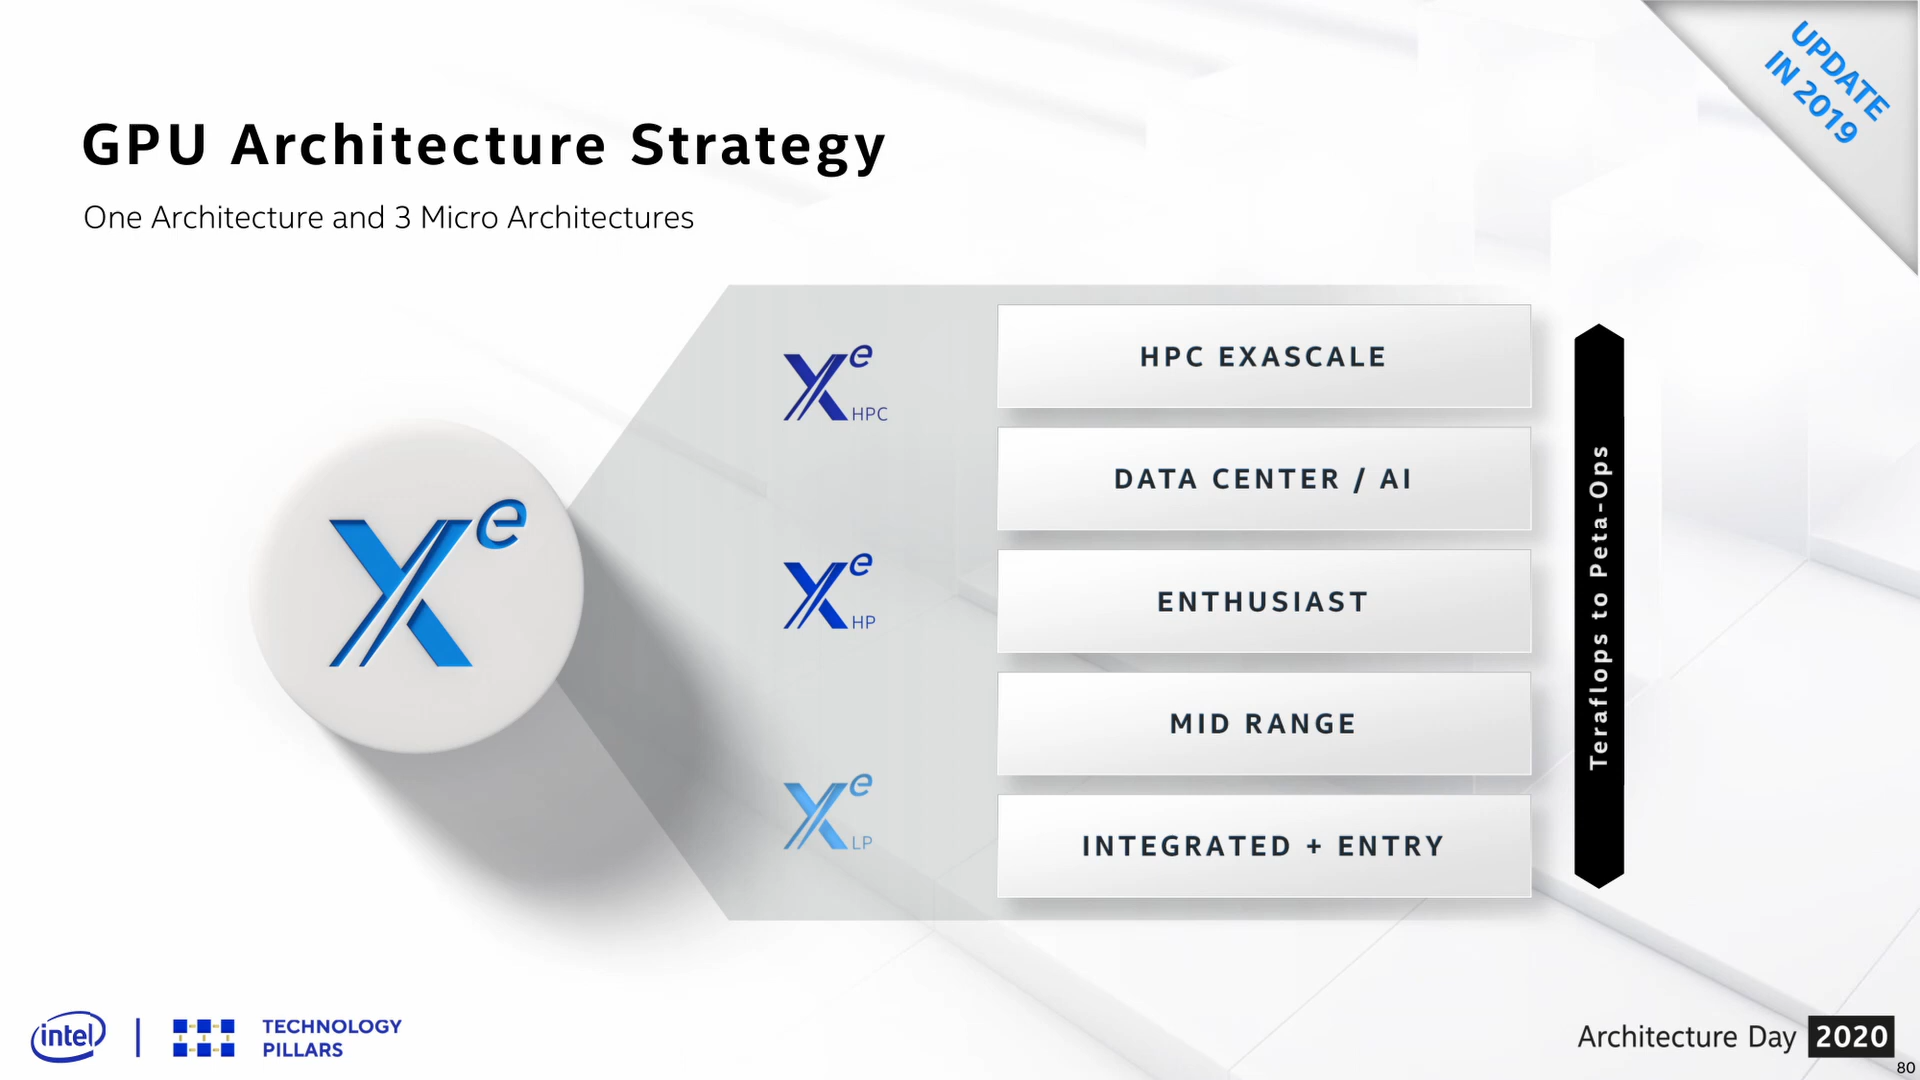 UPDATE
IN 2019
GPU Architecture Strategy
One Architecture and 3 Micro Architectures
Xe
Xe HPC
Xe HP
Xe LP
HPC EXASCALE
DATA CENTER / AI
ENTHUSIAST
MID RANGE
INTEGRATED + ENTRY
Teraflops to Peta-Ops
intel
TECHNOLOGY
PILLARS
Architecture Day 2020
80